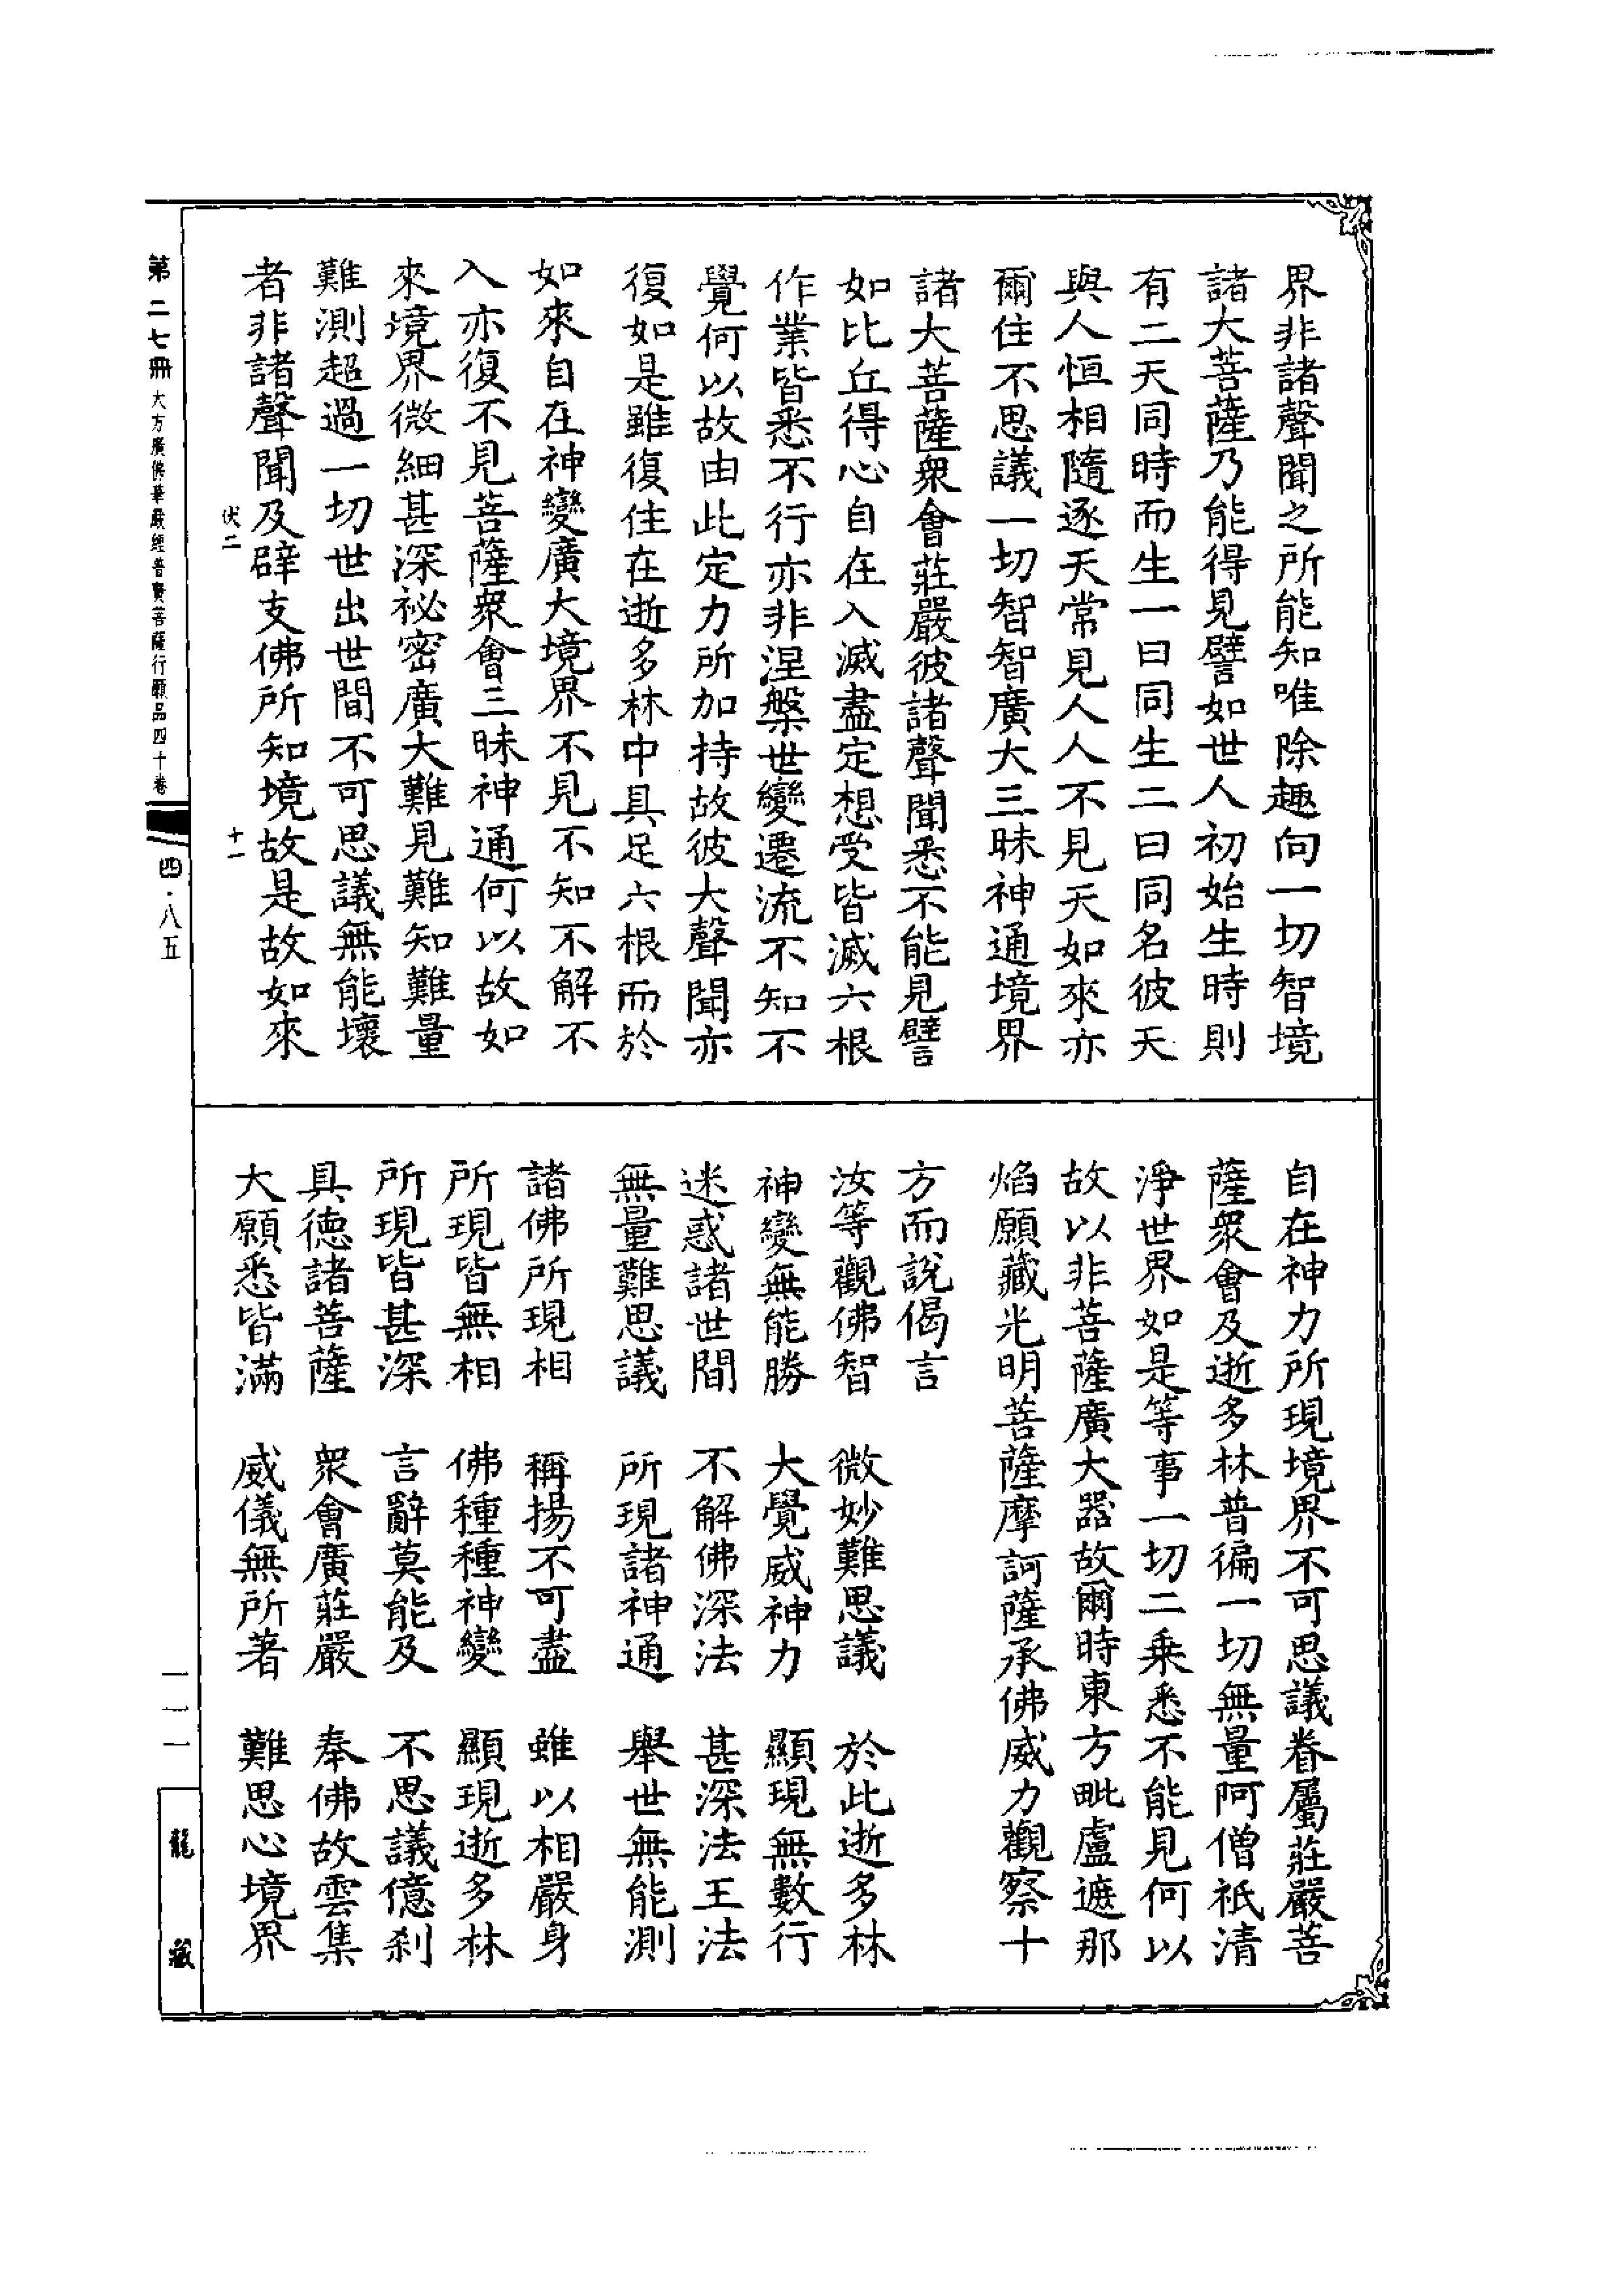 界非諸聲聞之所能知唯除趣向一切智境
諸大菩薩乃能得見譬如世人初始生時則
有二天同時而生一曰同生二曰同名彼天
與人恒相隨逐天常見人人不見天如來亦
爾住不思議一切智智廣大三昧神通境界
諸大菩薩衆會莊嚴彼諸聲聞悉不能見譬
如比丘得心自在入滅盡定想受皆滅六根
作業皆悉不行亦非涅槃世變遷流不知不
覺何以故由此定力所加持故彼大聲聞亦
復如是雖復住在逝多林中具足六根而於
如來自在神變廣大境界不見不知不解不
入亦復不見菩薩衆會三昧神通何以故如
來境界微細甚深祕密廣大難見難知難量
難測超過一切世出世間不可思議無能壞
者非諸聲聞及辟支佛所知境故是故如來
伏二 十一
自在神力所現境界不可思議眷屬莊嚴菩
薩衆會及逝多林普徧一切無量阿僧祇清
淨世界如是等事一切二乘悉不能見何以
故以非菩薩廣大器故爾時東方毗盧遮那
焰願藏光明菩薩摩訶薩承佛威力觀察十
方而說偈言
汝等觀佛智 微妙難思議 於此逝多林
神變無能勝 大覺威神力 顯現無數行
迷惑諸世間 不解佛深法 甚深法王法
無量難思議 所現諸神通 舉世無能測
諸佛所現相 稱揚不可盡 雖以相嚴身
所現皆無相 佛種種神變 顯現逝多林
所現皆甚深 言辭莫能及 不思議億剎
具德諸菩薩 衆會廣莊嚴 奉佛故雲集
大願悉皆滿 威儀無所著 難思心境界
第二七冊 大方廣佛華嚴經普賢菩薩行願品四十卷 四·八五
一一一
龍藏